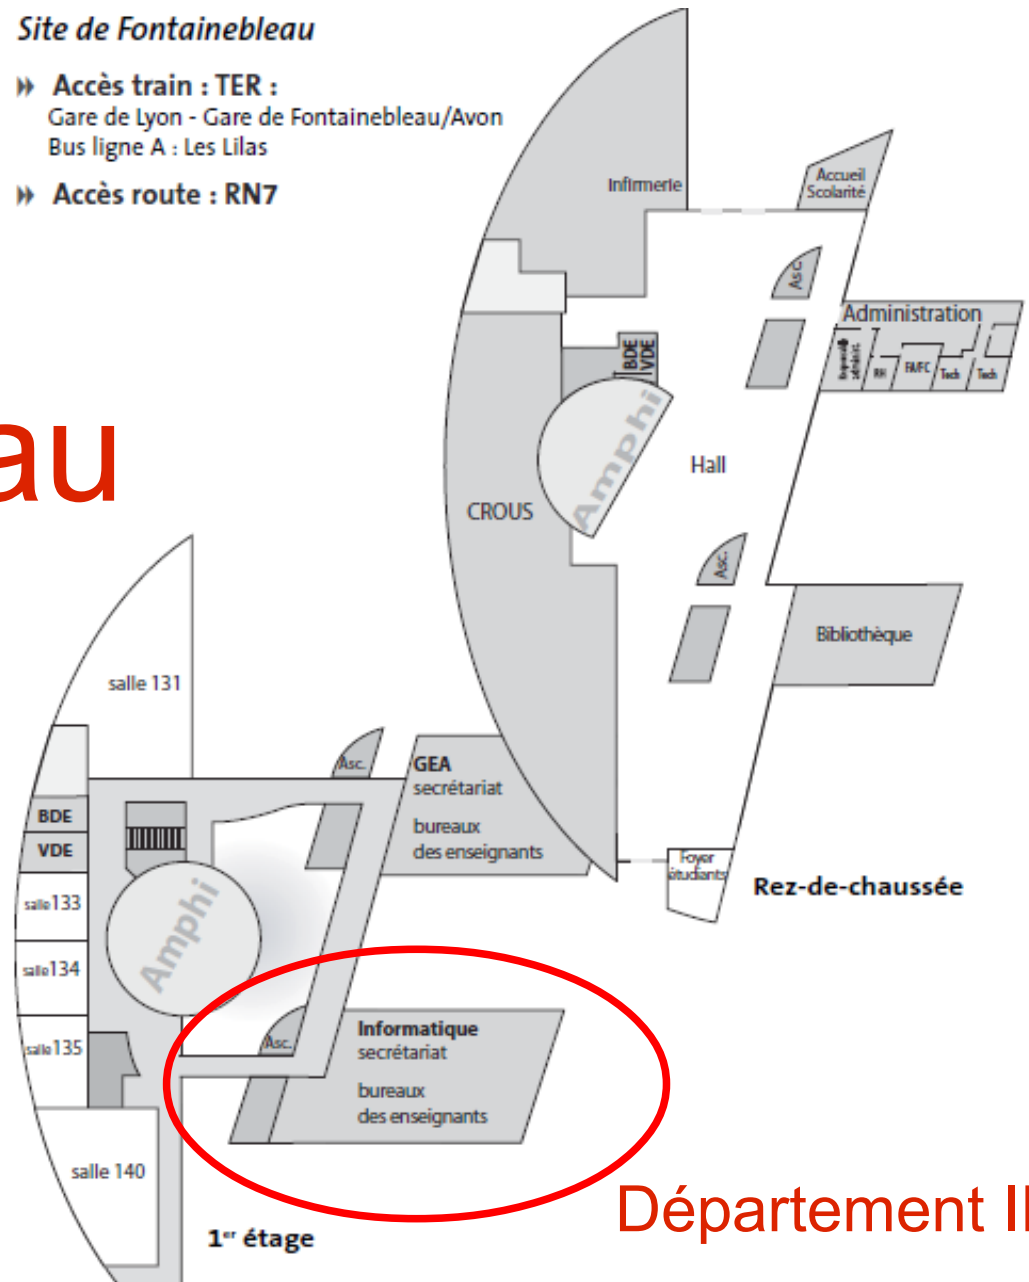 Site de Fontainebleau
Accès train : TER :
Gare de Lyon - Gare de Fontainebleau/Avon
Bus ligne A : Les Lilas
Accès route : RN7
au
Infirmerie
Accueil
Scolarité
Asc.
Administration
RH
Tech
Tech
BDE
VDE
Amphi
Hall
CROUS
Asc.
Bibliothèque
Foyer
étudiants
Rez-de-chaussée
salle 131
Asc.
GEA
secrétariat
bureaux
des enseignants
BDE
VDE
salle 133
salle 134
salle 135
Amphi
Asc.
Informatique
secrétariat
bureaux
des enseignants
salle 140
1er étage
Département I